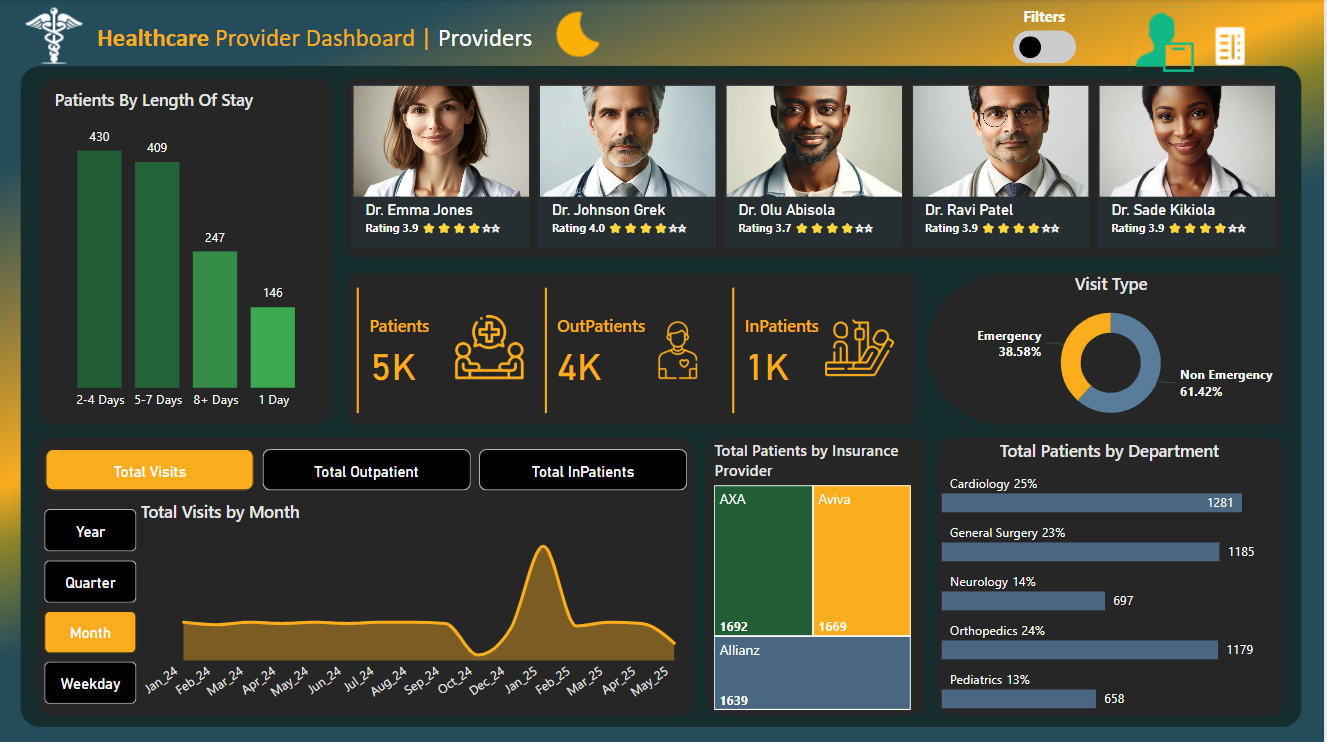 Healthcare Provider Dashboard | Providers
Filters
Patients By Length Of Stay
430
409
247
146
2-4 Days
5-7 Days
8+ Days
1 Day
Dr. Emma Jones
Rating 3.9
Dr. Johnson Grek
Rating 4.0
Dr. Olu Abisola
Rating 3.7
Dr. Ravi Patel
Rating 3.9
Dr. Sade Kikiola
Rating 3.9
Patients
5K
OutPatients
4K
InPatients
1K
Visit Type
Emergency
38.58%
Non Emergency
61.42%
Total Visits
Total Outpatient
Total InPatients
Year
Quarter
Month
Weekday
Total Visits by Month
Jan_24
Feb_24
Mar_24
Apr_24
May_24
Jun_24
Jul_24
Aug_24
Sep_24
Oct_24
Dec_24
Jan_25
Feb_25
Mar_25
Apr_25
May_25
Total Patients by Insurance
Provider
AXA
1692
Aviva
1669
Allianz
1639
Total Patients by Department
Cardiology 25%
1281
General Surgery 23%
1185
Neurology 14%
697
Orthopedics 24%
1179
Pediatrics 13%
658